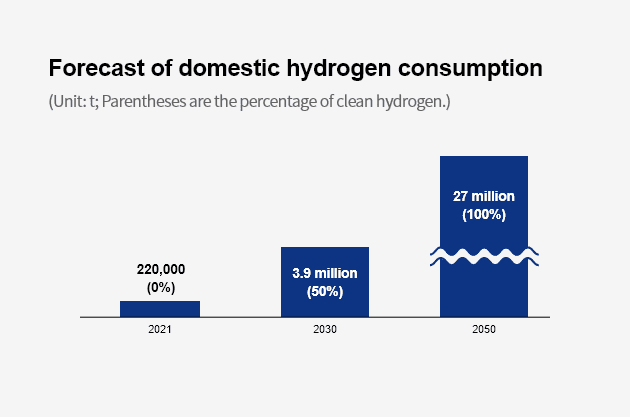 Forecast of domestic hydrogen consumption
(Unit: t; Parentheses are the percentage of clean hydrogen.)
27 million
(100%)
220,000
(0%)
3.9 million
(50%)
2021
2030
2050